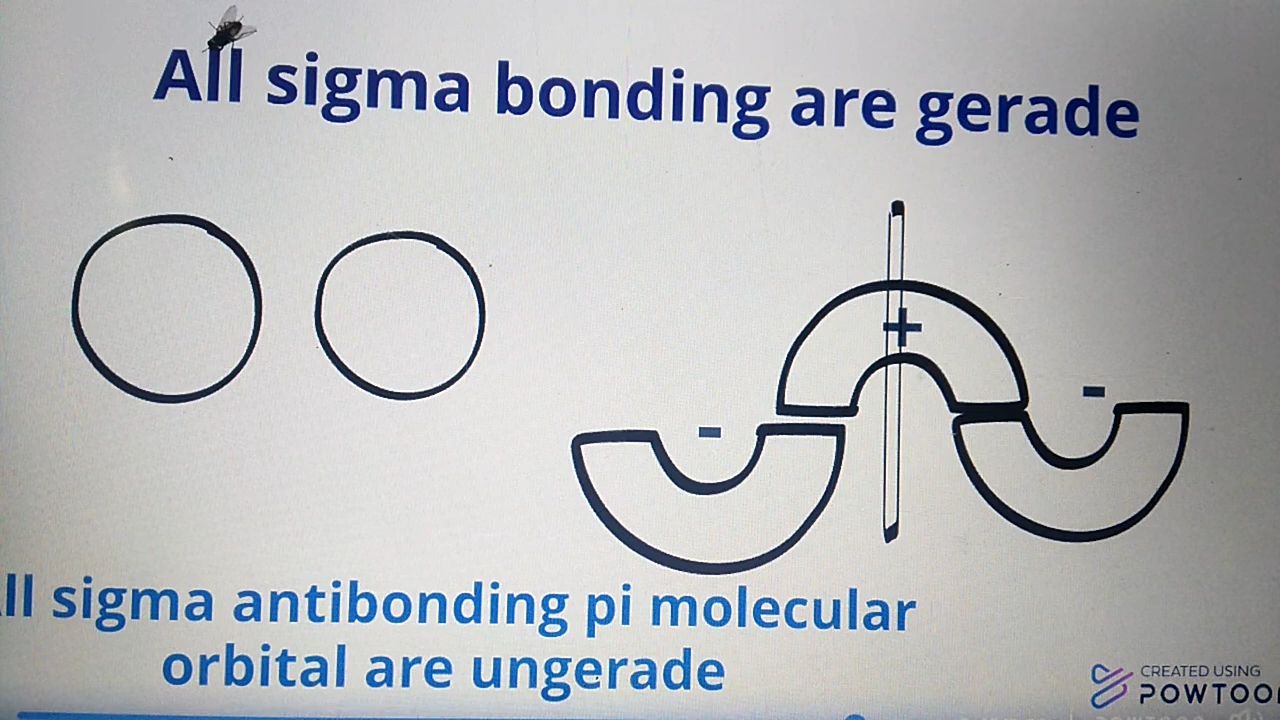 All sigma bonding are gerade
+
-
-
ll sigma antibonding pi molecular
orbital are ungerade
CREATED USING
POWTOO